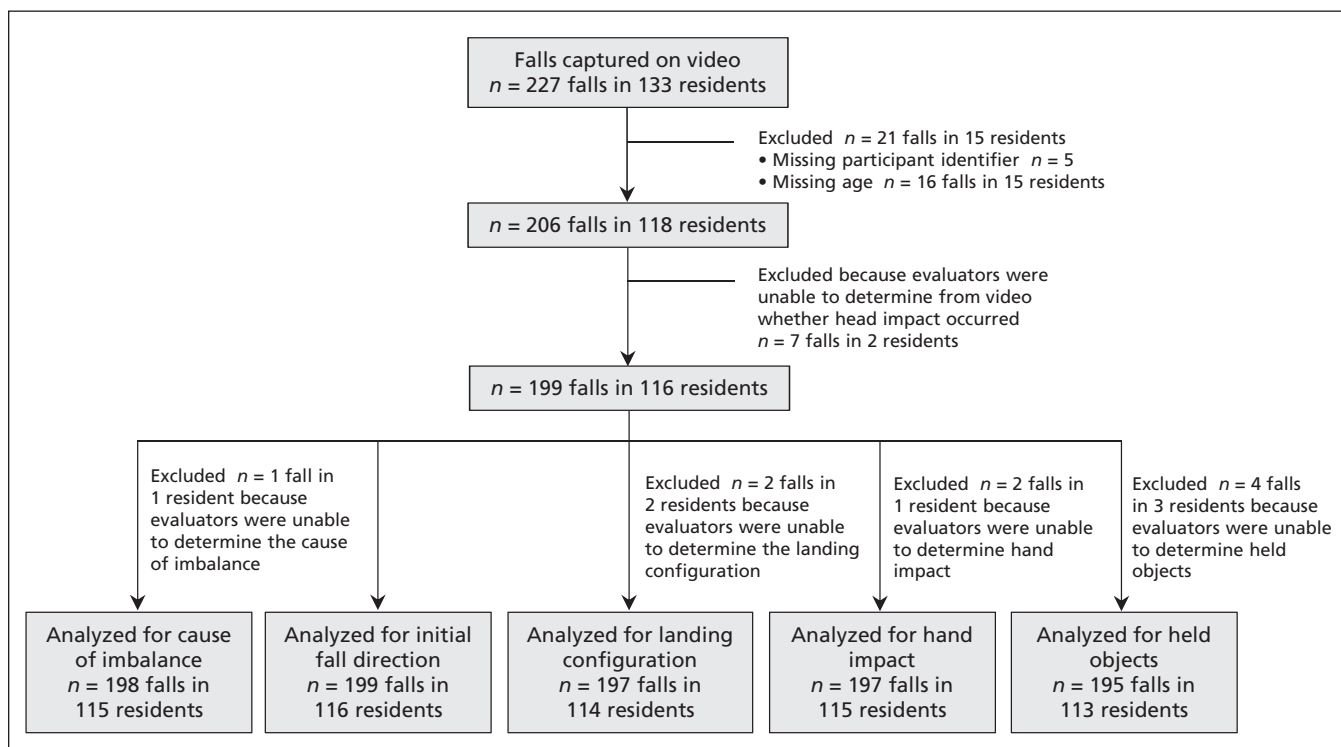 Falls captured on video
n = 227 falls in 133 residents
Excluded n = 21 falls in 15 residents
• Missing participant identifier n = 5
• Missing age n = 16 falls in 15 residents
n = 206 falls in 118 residents
Excluded because evaluators were
unable to determine from video
whether head impact occurred
n = 7 falls in 2 residents
n = 199 falls in 116 residents
Excluded n = 1 fall in
1 resident because
evaluators were unable
to determine the cause
of imbalance
Excluded n = 2 falls in
2 residents because
evaluators were unable
to determine the landing
configuration
Excluded n = 2 falls in
1 resident because
evaluators were unable
to determine hand
impact
Excluded n = 4 falls
in 3 residents because
evaluators were unable
to determine held
objects
Analyzed for cause
of imbalance
n = 198 falls in
115 residents
Analyzed for initial
fall direction
n = 199 falls in
116 residents
Analyzed for landing
configuration
n = 197 falls in
114 residents
Analyzed for hand
impact
n = 197 falls in
115 residents
Analyzed for held
objects
n = 195 falls in
113 residents